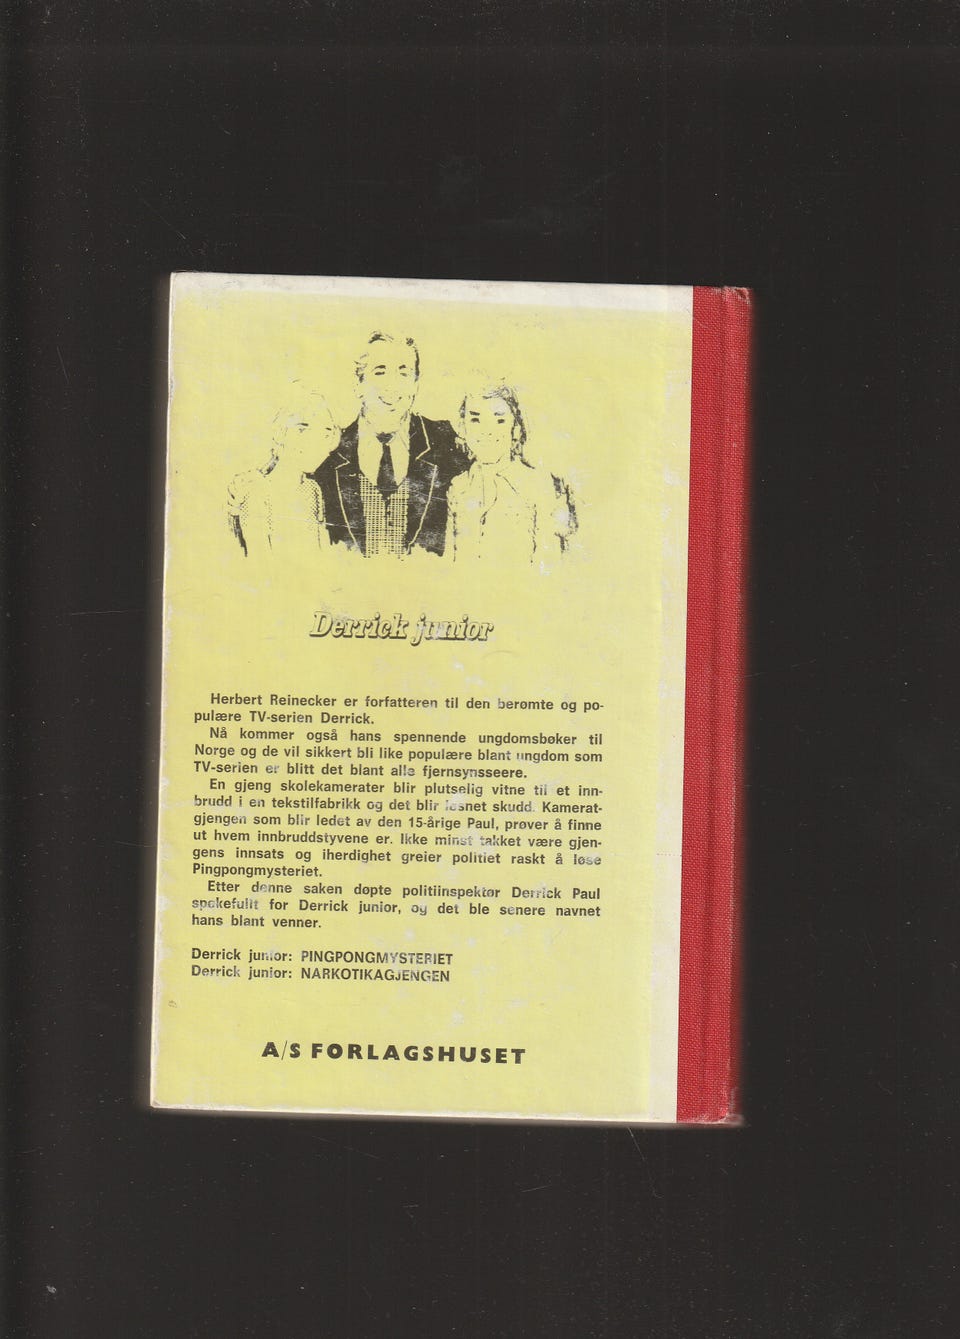 Derrick junior
Herbert Reinecker er forfatteren til den berømte og po-
pulære TV-serien Derrick.
Nå kommer også hans spennende ungdomsbøker til
Norge og de vil sikkert bli like populære blant ungdom som
TV-serien er blitt det blant alle fjernsynsseere.
En gjeng skolekamerater blir plutselig vitne til et inn-
brudd i en tekstilfabrikk og det blir løsnet skudd. Kamerat-
gjengen som blir ledet av den 15-årige Paul, prøver å finne
ut hvem innbruddstyvene er. Ikke minst takket være gjen-
gens innsats og iherdighet greier politiet raskt å løse
Pingpongmysteriet.
Etter denne saken døpte politiinspektør Derrick Paul
spøkefullt for Derrick junior, og det ble senere navnet
hans blant venner.
Derrick junior: PINGPONGMYSTERIET
Derrick junior: NARKOTIKAGJENGEN
A/S FORLAGSHUSET